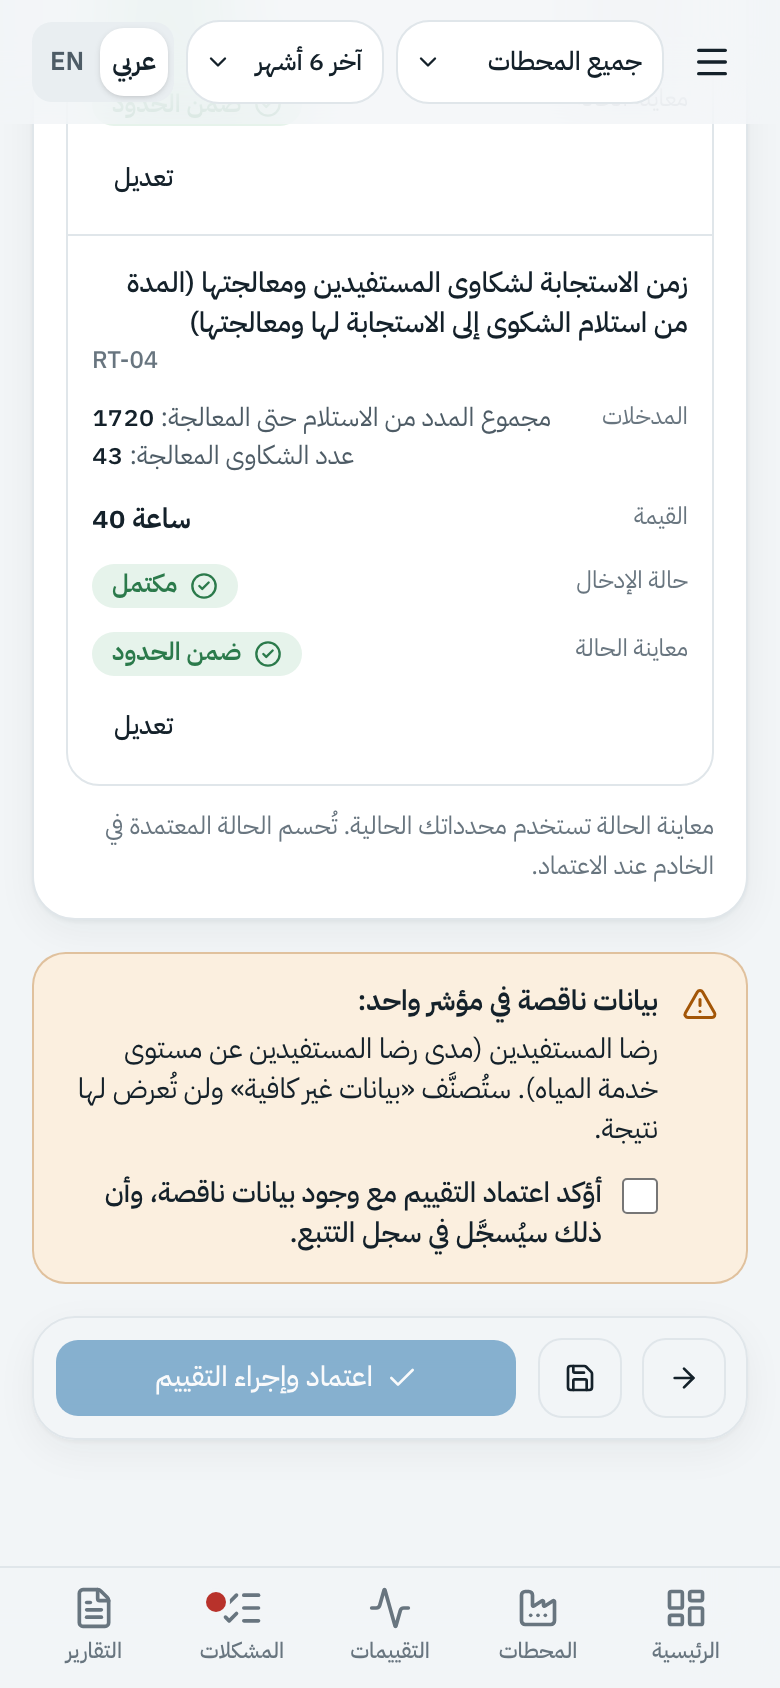 جميع المحطات
آخر 6 أشهر
عربي
EN
معاينة الحالة
ضمن الحدود
تعديل
زمن الاستجابة لشكاوى المستفيدين ومعالجتها (المدة
من استلام الشكوى إلى الاستجابة لها ومعالجتها)
RT-04
المدخلات
مجموع المدد من الاستلام حتى المعالجة: 1720
عدد الشكاوى المعالجة: 43
القيمة
40 ساعة
حالة الإدخال
مكتمل
معاينة الحالة
ضمن الحدود
تعديل
معاينة الحالة تستخدم محدداتك الحالية. تُحسم الحالة المعتمدة في
الخادم عند الاعتماد.
بيانات ناقصة في مؤشر واحد:
رضا المستفيدين (مدى رضا المستفيدين عن مستوى
خدمة المياه). ستُصنَّف «بيانات غير كافية» ولن تُعرض لها
نتيجة.
أؤكد اعتماد التقييم مع وجود بيانات ناقصة، وأن
ذلك سيُسجَّل في سجل التتبع.
اعتماد وإجراء التقييم
الرئيسية
المحطات
التقييمات
المشكلات
التقارير